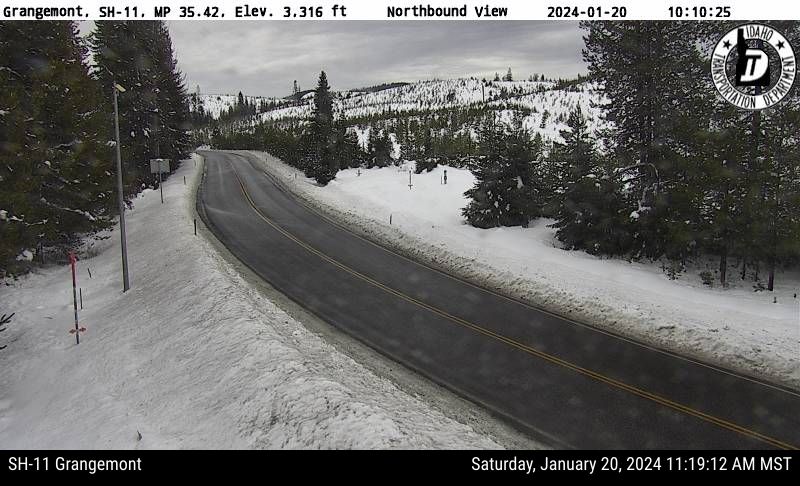 Grangemont, SH-11, MP 35.42, Elev. 3,316 ft Northbound View 2024-01-20 10:10:25
IDAHO
TRANSPORTATION DEPARTMENT
SH-11 Grangemont Saturday, January 20, 2024 11:19:12 AM MST